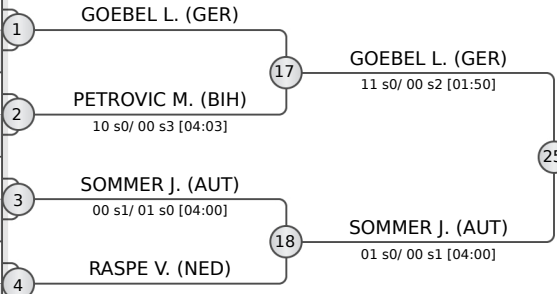 GOEBEL L. (GER)
1
17
GOEBEL L. (GER)
11 s0/ 00 s2 [01:50]
PETROVIC M. (BIH)
2
10 s0/ 00 s3 [04:03]
25
SOMMER J. (AUT)
3
00 s1/ 01 s0 [04:00]
18
SOMMER J. (AUT)
01 s0/ 00 s1 [04:00]
RASPE V. (NED)
4